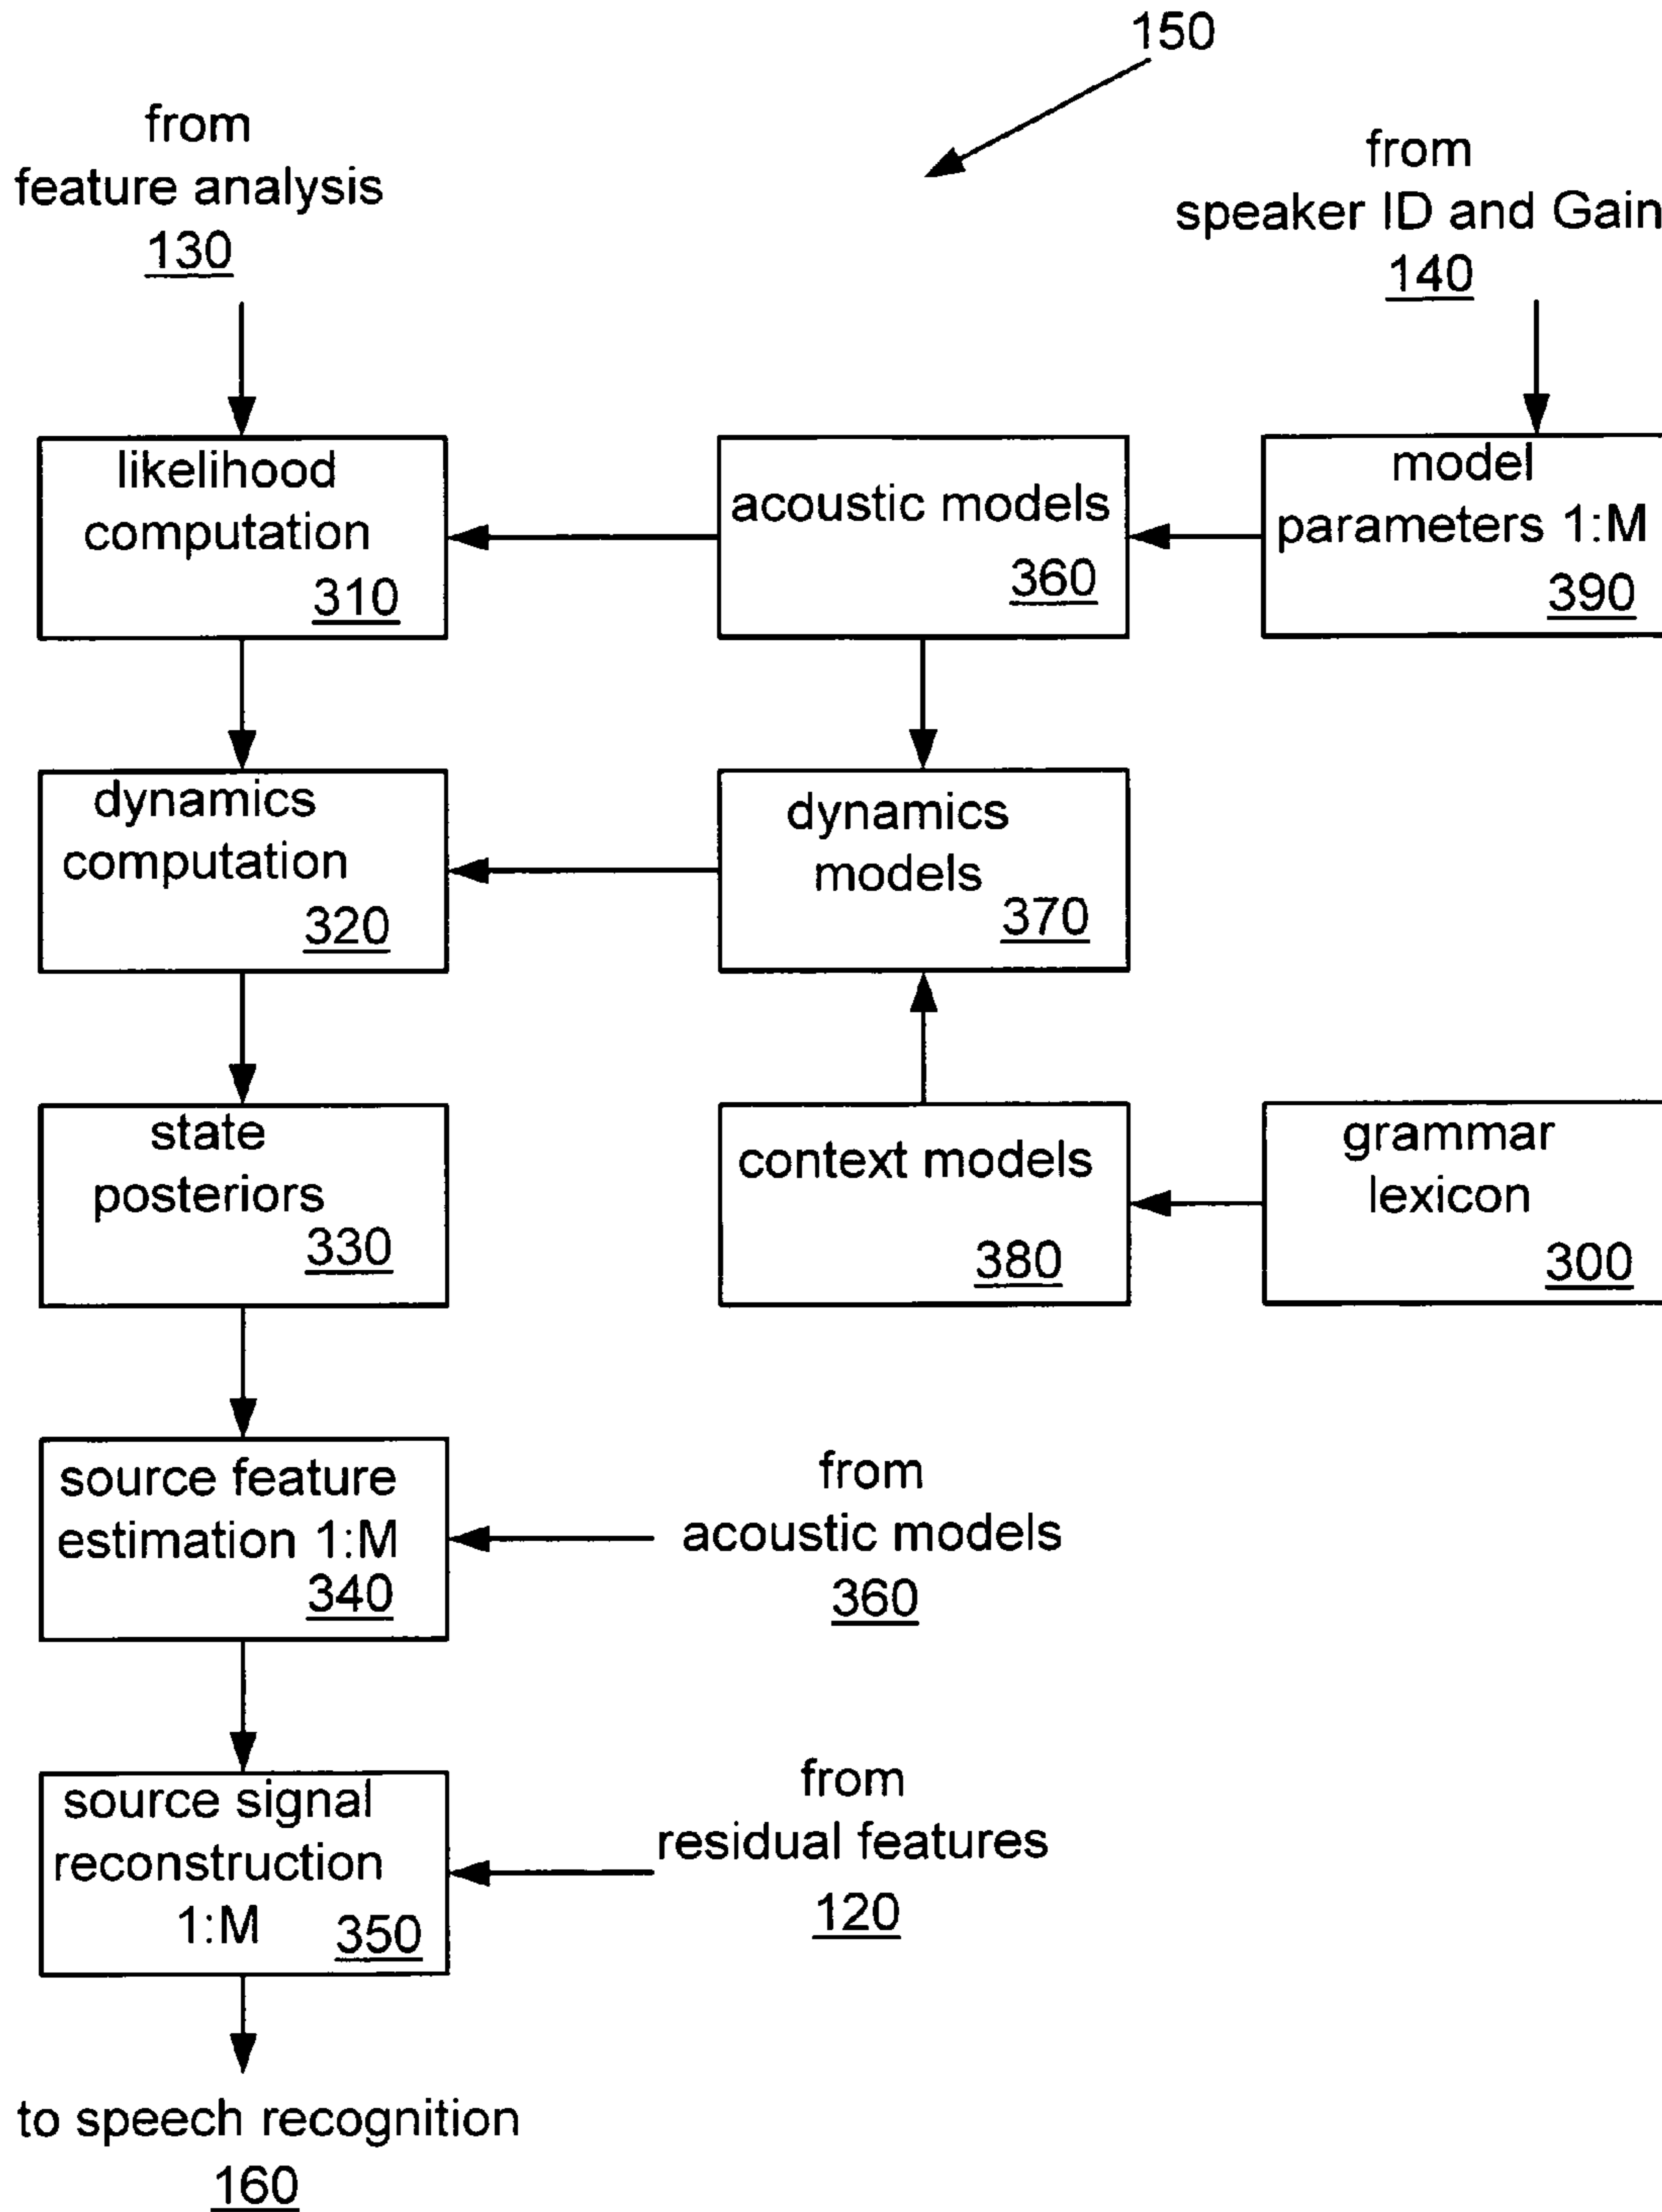 150
from
feature analysis
130
from
speaker ID and Gain
140
likelihood
computation
310
acoustic models
360
model
parameters 1:M
390
dynamics
computation
320
dynamics
models
370
state
posteriors
330
context models
380
grammar
lexicon
300
source feature
estimation 1:M
340
from
acoustic models
360
source signal
reconstruction
1:M
350
from
residual features
120
to speech recognition
160